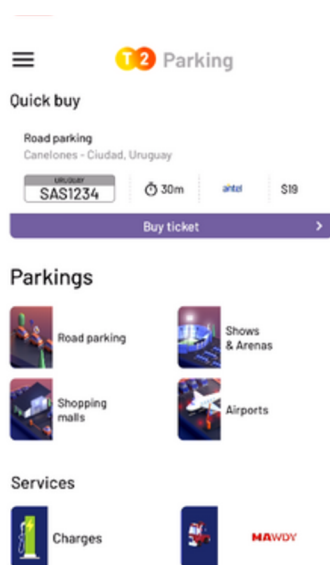 T2 Parking
Quick buy
Road parking
Canelones - Ciudad, Uruguay
URUGUAY
SAS1234
30m
antel
$19
Buy ticket
Parkings
Road parking
Shows
& Arenas
Shopping
malls
Airports
Services
Charges
MAWDY